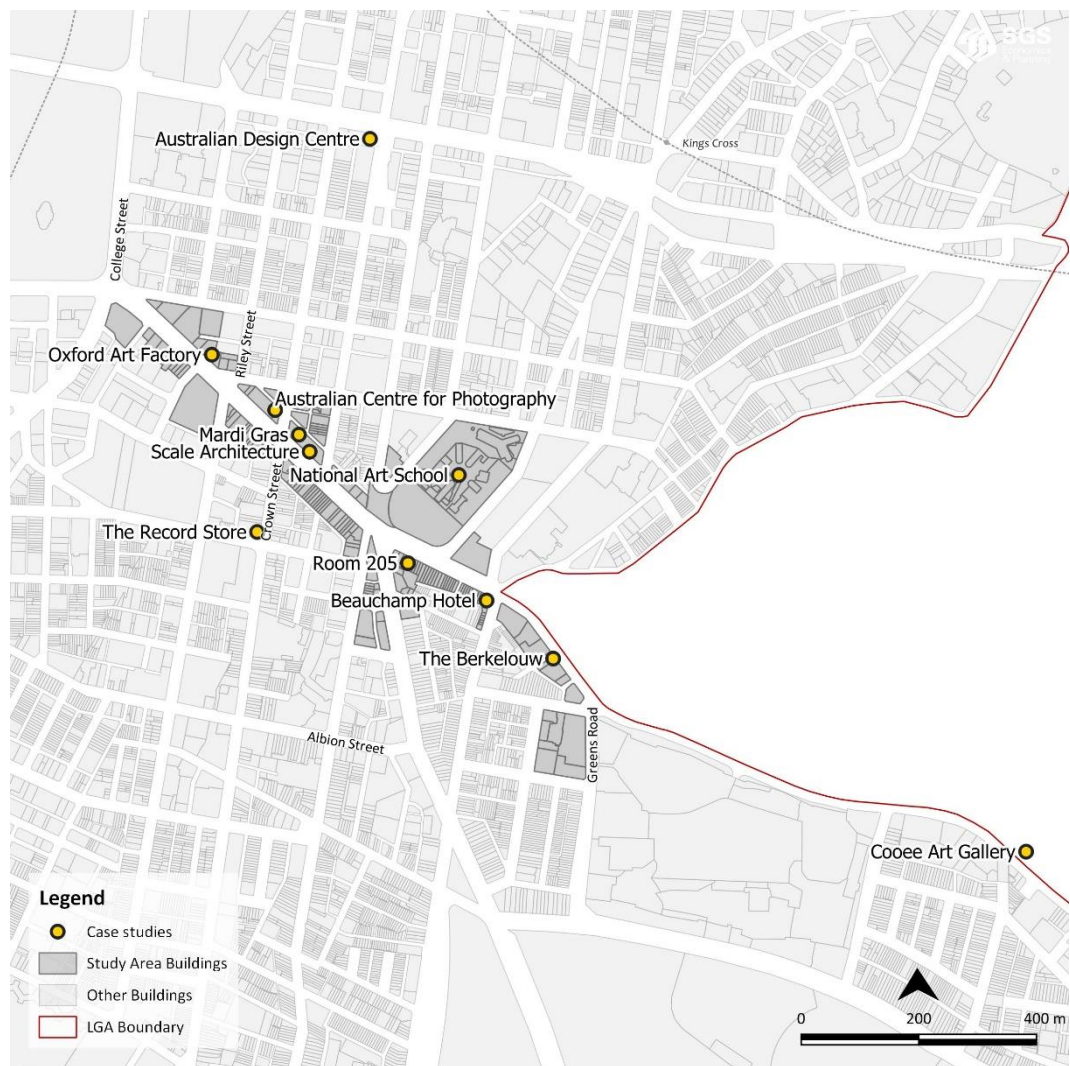 SGS
Economics
& Planning
Australian Design Centre
Kings Cross
College Street
Riley Street
Oxford Art Factory
Australian Centre for Photography
Mardi Gras
Scale Architecture
National Art School
Crown Street
The Record Store
Room 205
Beauchamp Hotel
The Berkelouw
Greens Road
Albion Street
Cooee Art Gallery
Legend
Case studies
Study Area Buildings
Other Buildings
LGA Boundary
0 200 400 m